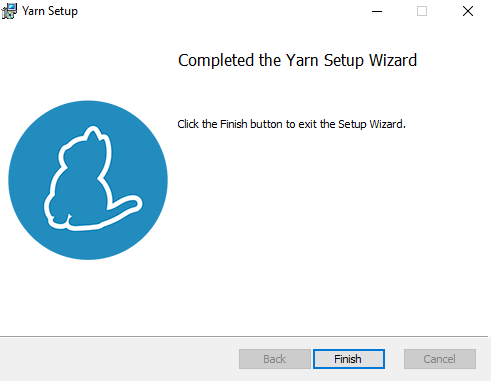 Yarn Setup
Completed the Yarn Setup Wizard
Click the Finish button to exit the Setup Wizard.
Back
Finish
Cancel